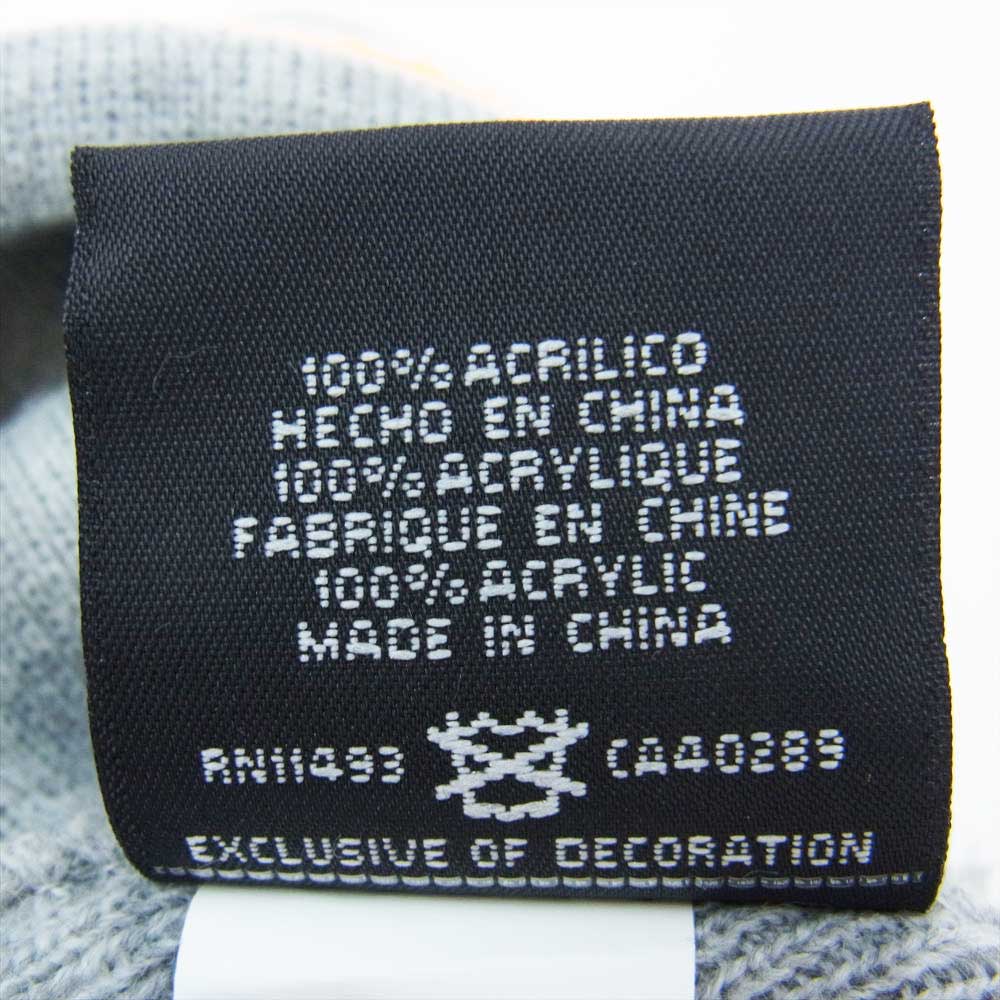 100% ACRILICO
HECHO EN CHINA
100% ACRYLIQUE
FABRIQUE EN CHINE
100% ACRYLIC
MADE IN CHINA
RN11493 CA40289
EXCLUSIVE OF DECORATION